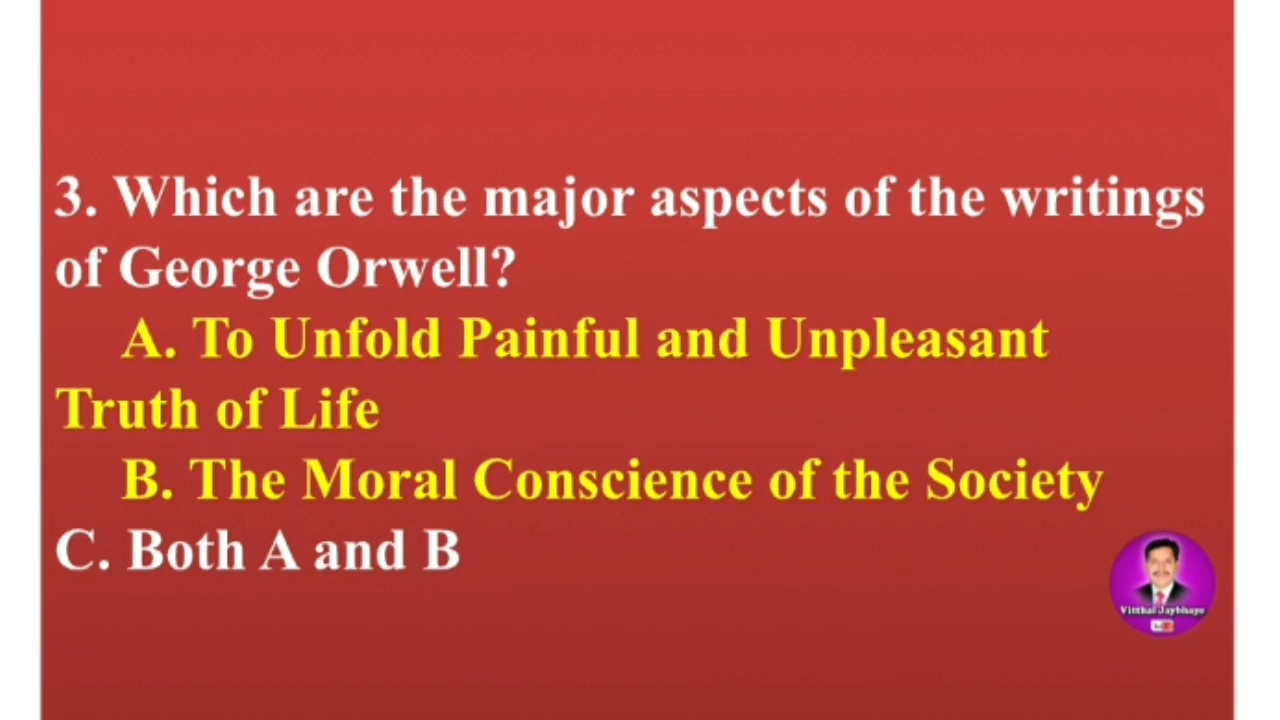 3. Which are the major aspects of the writings
of George Orwell?
A. To Unfold Painful and Unpleasant
Truth of Life
B. The Moral Conscience of the Society
C. Both A and B
Vitthal Jaybhaye